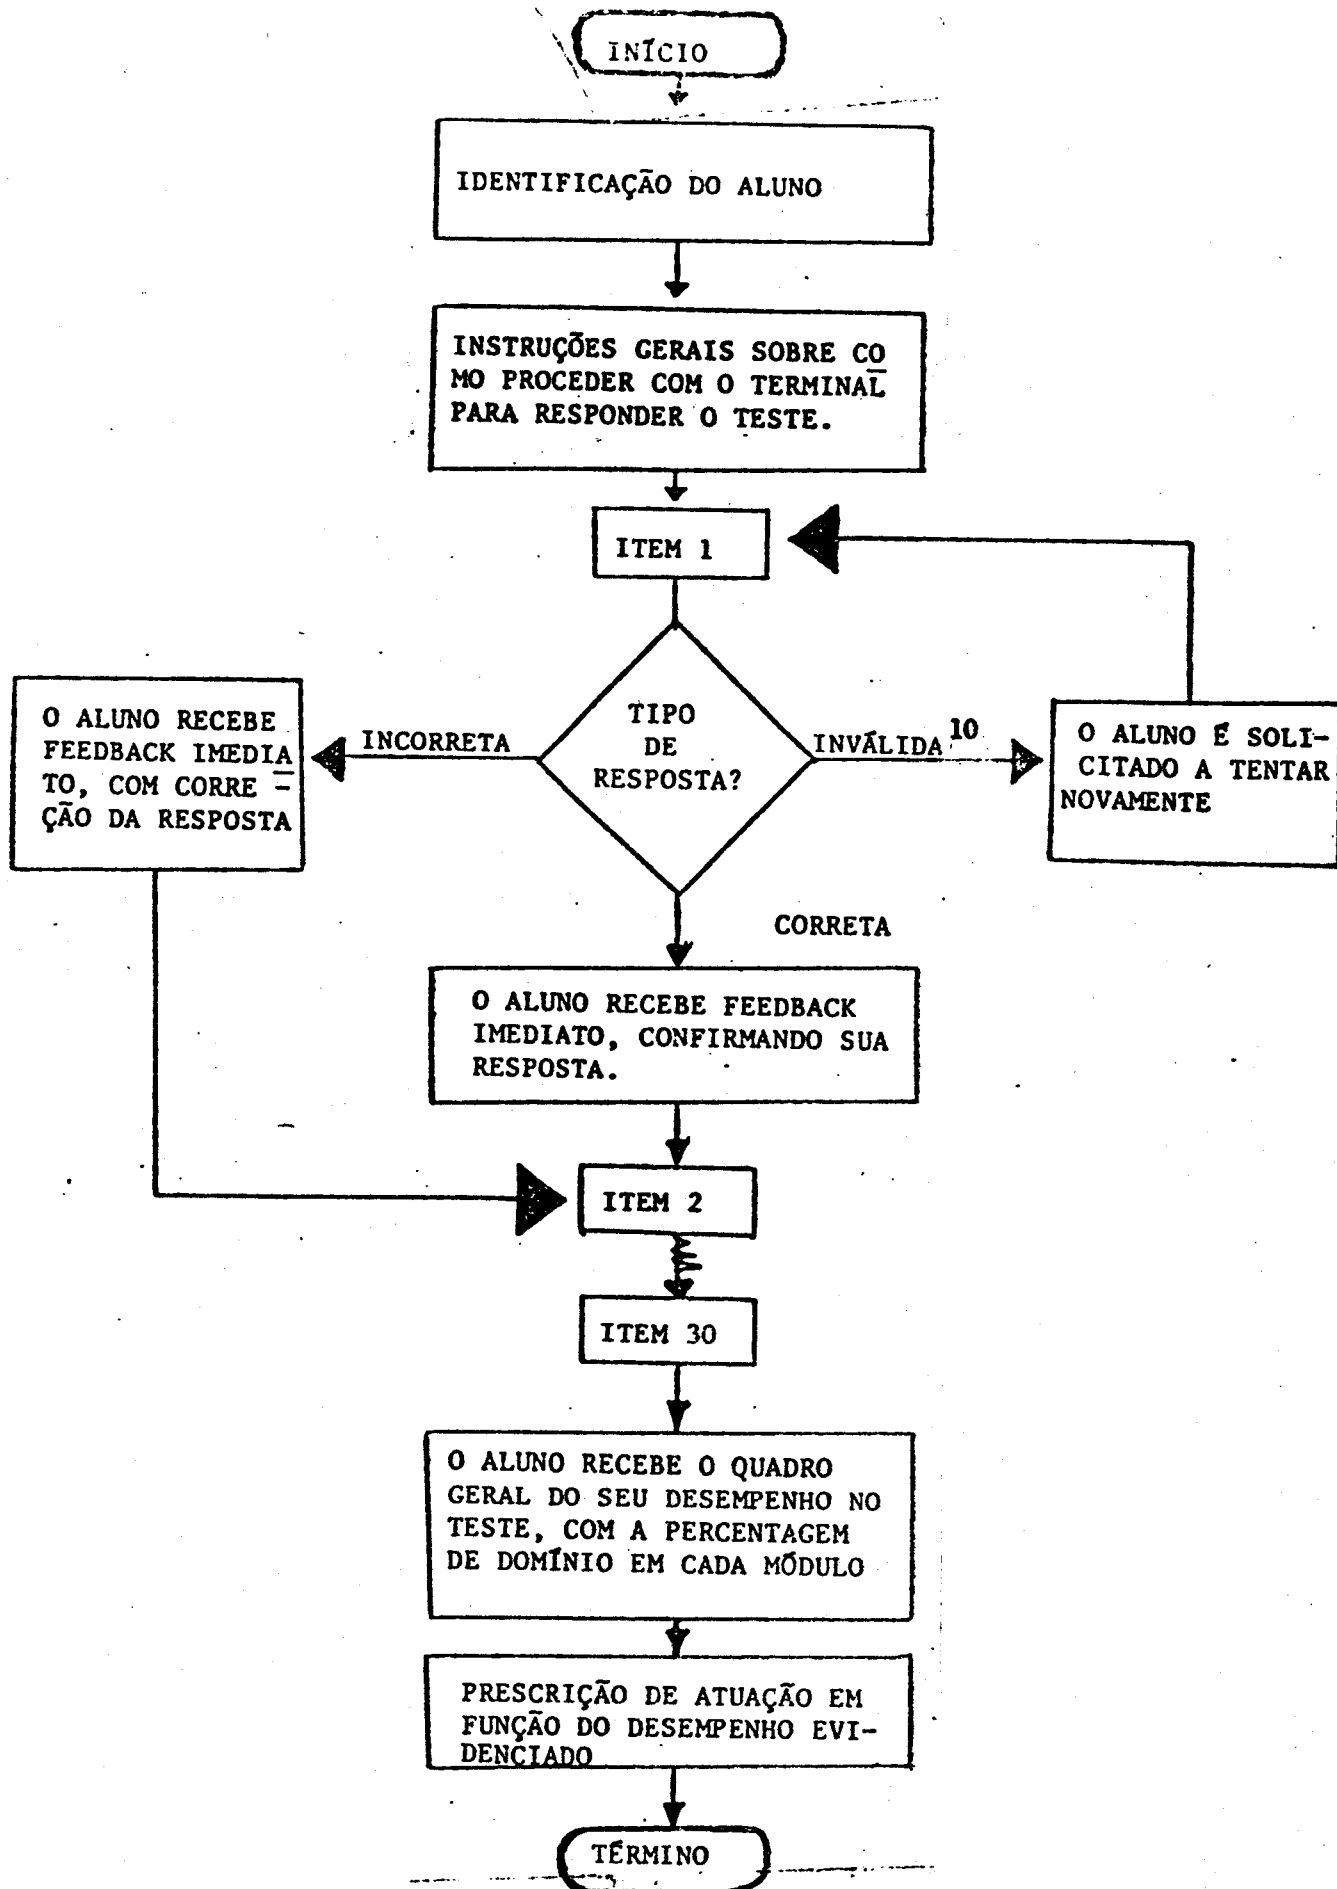 INÍCIO
IDENTIFICAÇÃO DO ALUNO
INSTRUÇÕES GERAIS SOBRE CO
MO PROCEDER COM O TERMINAL
PARA RESPONDER O TESTE.
ITEM 1
TIPO
DE
RESPOSTA?
INCORRETA
O ALUNO RECEBE
FEEDBACK IMEDIA
TO, COM CORRE -
ÇÃO DA RESPOSTA
INVÁLIDA 10
O ALUNO É SOLI-
CITADO A TENTAR
NOVAMENTE
CORRETA
O ALUNO RECEBE FEEDBACK
IMEDIATO, CONFIRMANDO SUA
RESPOSTA.
ITEM 2
ITEM 30
O ALUNO RECEBE O QUADRO
GERAL DO SEU DESEMPENHO NO
TESTE, COM A PERCENTAGEM
DE DOMÍNIO EM CADA MÓDULO
PRESCRIÇÃO DE ATUAÇÃO EM
FUNÇÃO DO DESEMPENHO EVI-
DENCIADO
TÉRMINO